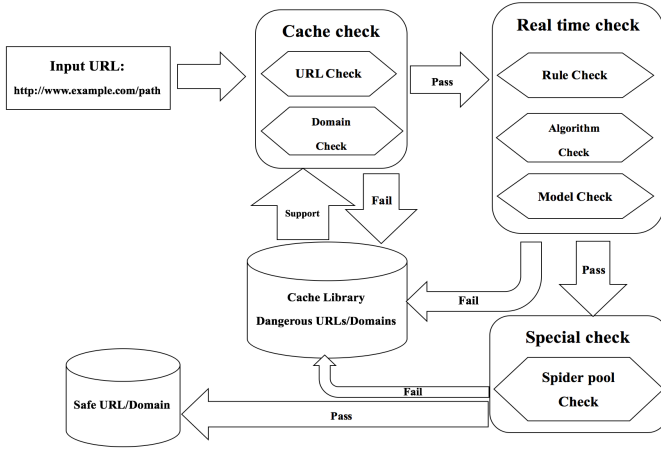 Input URL:
http://www.example.com/path
Cache check
URL Check
Domain
Check
Pass
Real time check
Rule Check
Algorithm
Check
Model Check
Support
Fail
Cache Library
Dangerous URLs/Domains
Fail
Pass
Special check
Spider pool
Check
Fail
Safe URL/Domain
Pass